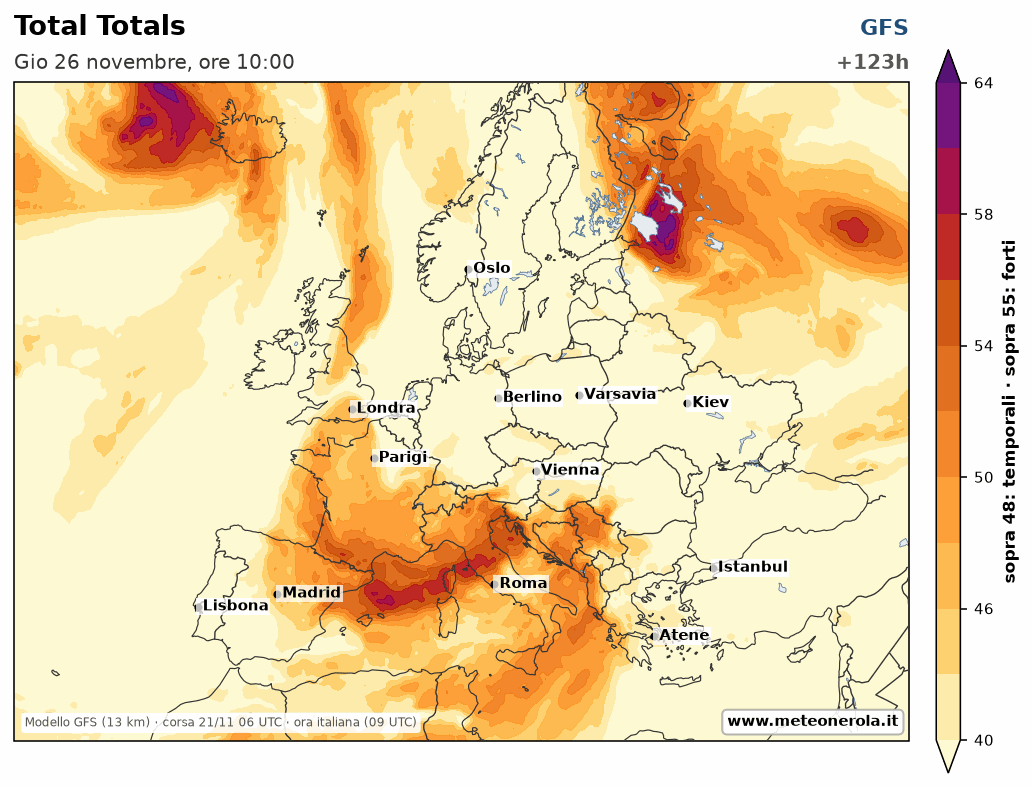 Total Totals
GFS
Gio 26 novembre, ore 10:00
+123h
64
58
54
50
46
40
sopra 48: temporali · sopra 55: forti
Oslo
Londra
Berlino
Varsavia
Kiev
Parigi
Vienna
Istanbul
Roma
Madrid
Lisbona
Atene
Modello GFS (13 km) · corsa 21/11 06 UTC · ora italiana (09 UTC)
www.meteonerola.it